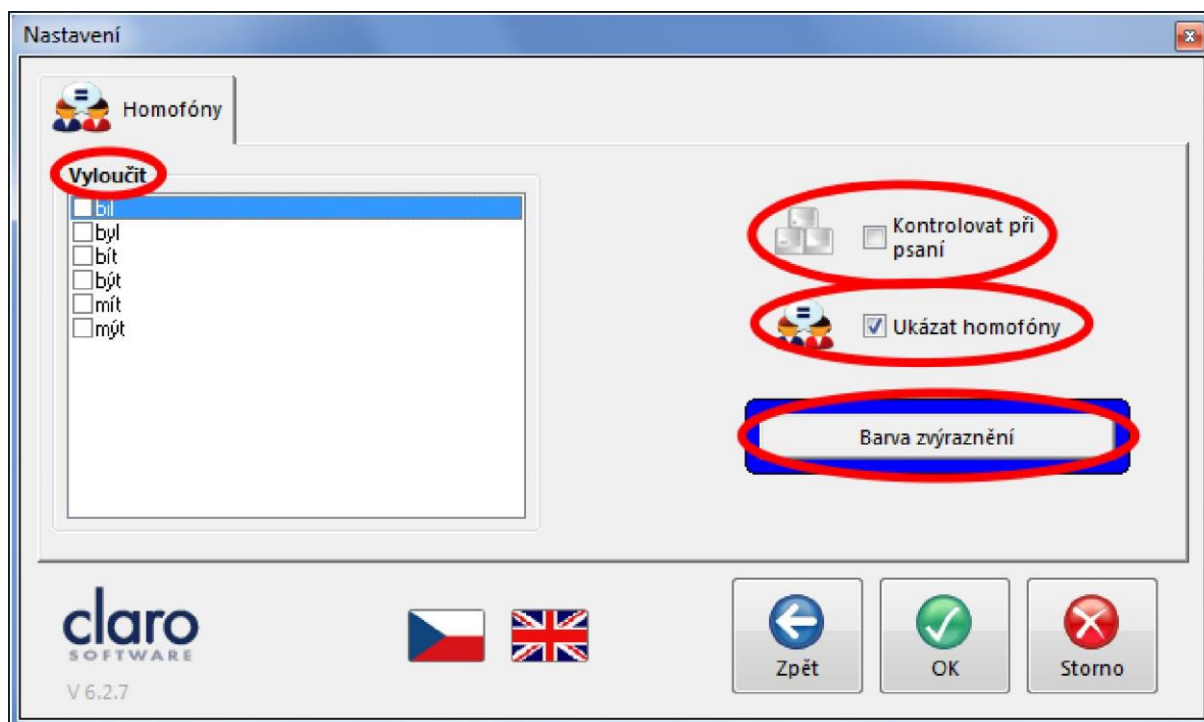 Nastavení
Homofóny
Vyloučit
bil
byl
bít
být
mít
mýt
Kontrolovat při
psaní
Ukázat homofóny
Barva zvýraznění
claro
SOFTWARE
V 6.2.7
Zpět
OK
Storno